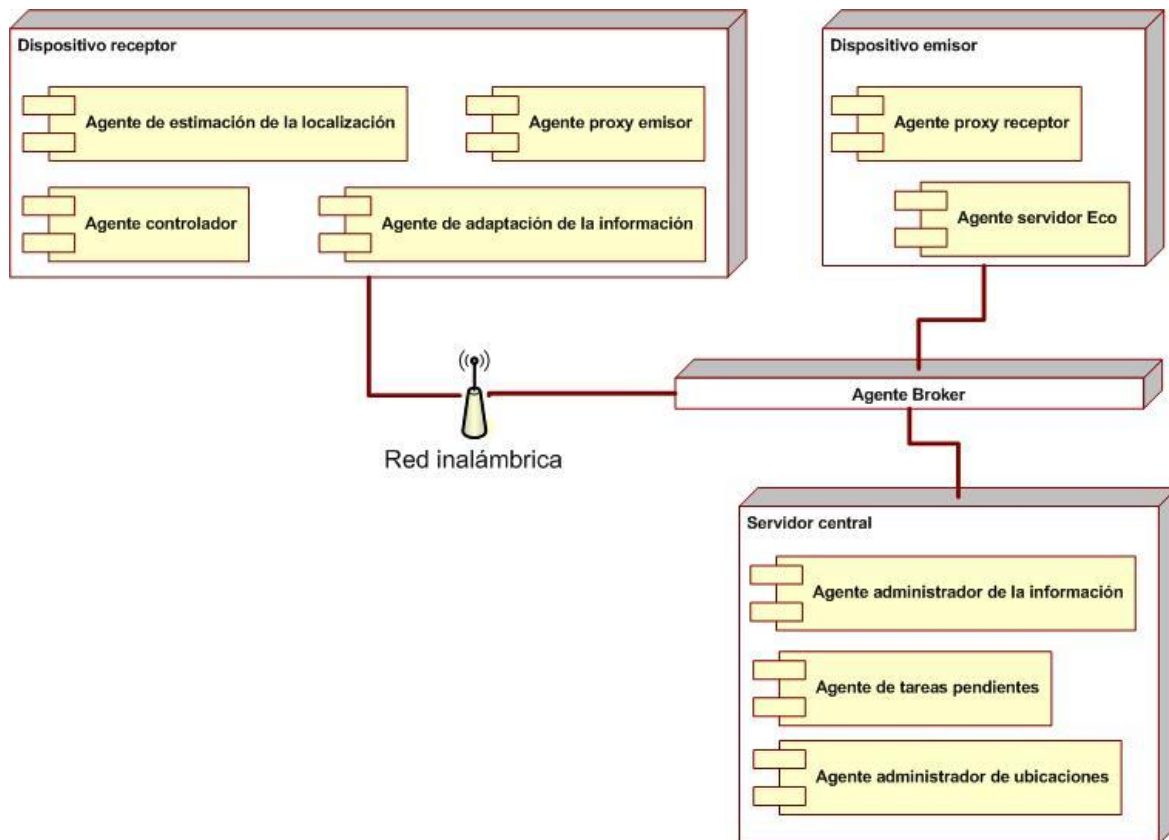 Dispositivo receptor
Agente de estimación de la localización
Agente proxy emisor
Agente controlador
Agente de adaptación de la información
Dispositivo emisor
Agente proxy receptor
Agente servidor Eco
Agente Broker
Red inalámbrica
Servidor central
Agente administrador de la información
Agente de tareas pendientes
Agente administrador de ubicaciones